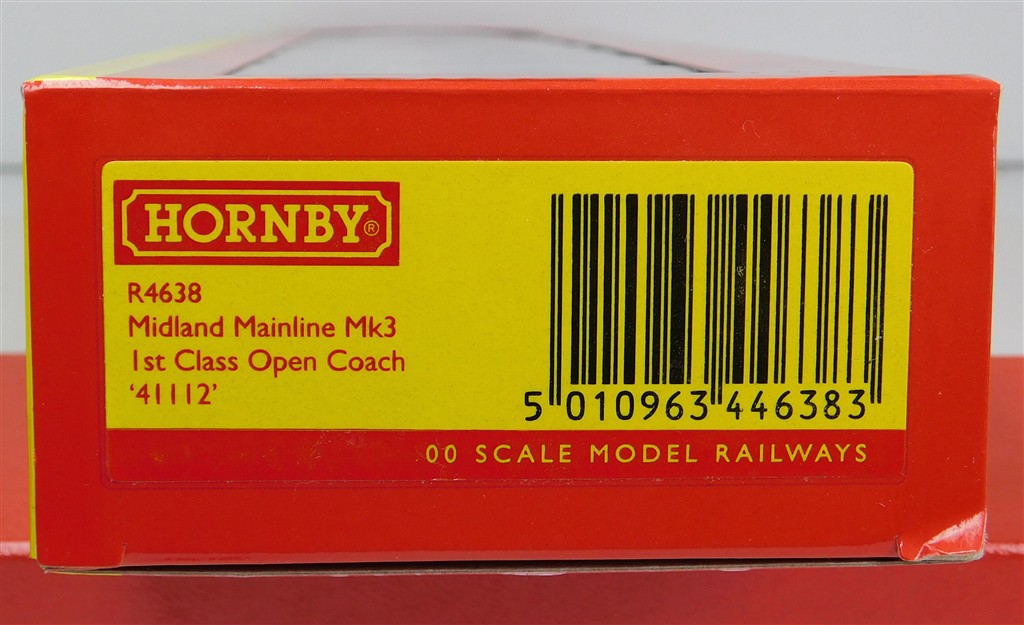 HORNBY®
R4638
Midland Mainline Mk3
1st Class Open Coach
‘41112’
5 010963 446383
00 SCALE MODEL RAILWAYS